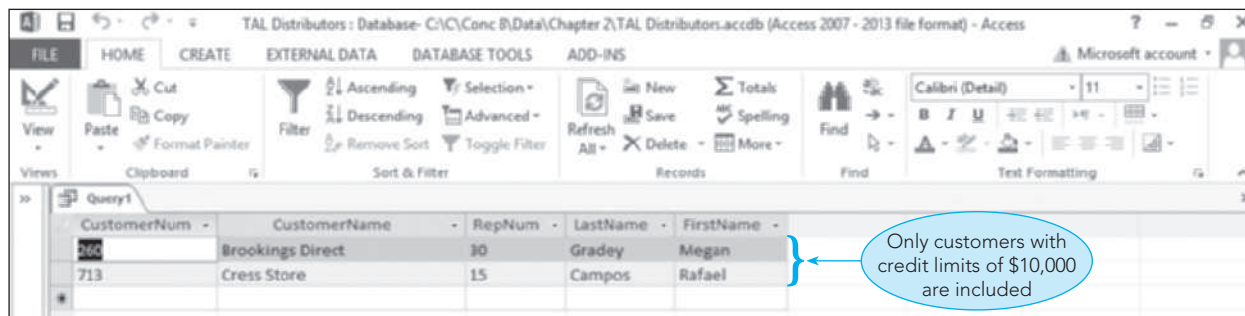 TAL Distributors : Database- C:\C\Conc 8\Data\Chapter 2\TAL Distributors.accdb (Access 2007 - 2013 file format) - Access
FILE HOME CREATE EXTERNAL DATA DATABASE TOOLS ADD-INS Microsoft account
View
Paste
Cut
Copy
Format Painter
Filter
Ascending
Descending
Remove Sort
Selection
Advanced
Toggle Filter
Refresh All
New
Save
Delete
Totals
Spelling
More
Find
Calibri (Detail) 11
B I U
Views Clipboard Sort & Filter Records Find Text Formatting
Query1
CustomerNum CustomerName RepNum LastName FirstName
260 Brookings Direct 30 Gradey Megan
713 Cress Store 15 Campos Rafael
Only customers with
credit limits of $10,000
are included